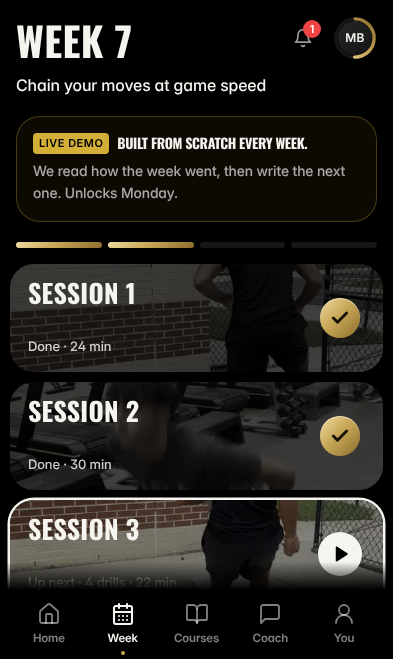 WEEK 7
1
MB
Chain your moves at game speed
LIVE DEMO BUILT FROM SCRATCH EVERY WEEK.
We read how the week went, then write the next
one. Unlocks Monday.
SESSION 1
Done · 24 min
SESSION 2
Done · 30 min
SESSION 3
Up next · 4 drills · 22 min
Home Week Courses Coach You